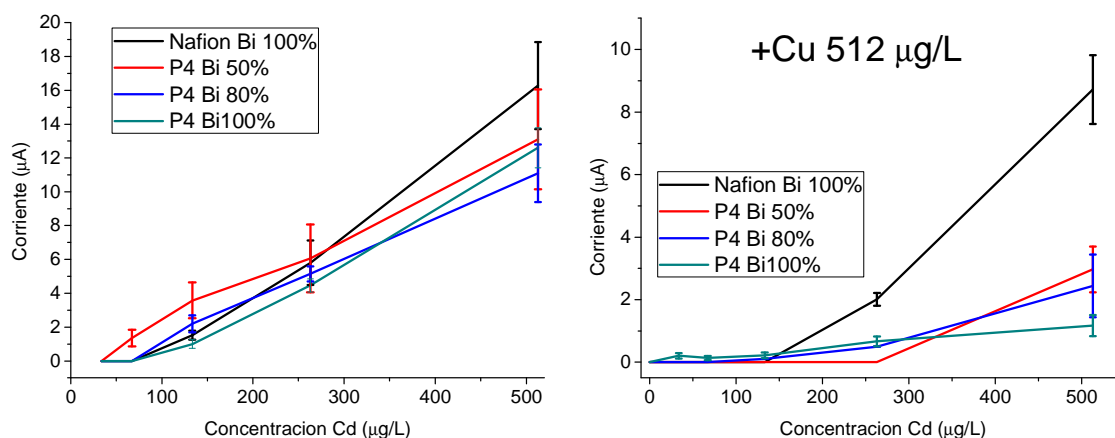 20
18
16
14
12
10
8
6
4
2
0
Corriente (μA)
Nafion Bi 100%
P4 Bi 50%
P4 Bi 80%
P4 Bi100%
0 100 200 300 400 500
Concentracion Cd (μg/L)
+Cu 512 μg/L
10
8
6
4
2
0
Corriente (μA)
Nafion Bi 100%
P4 Bi 50%
P4 Bi 80%
P4 Bi100%
0 100 200 300 400 500
Concentracion Cd (μg/L)